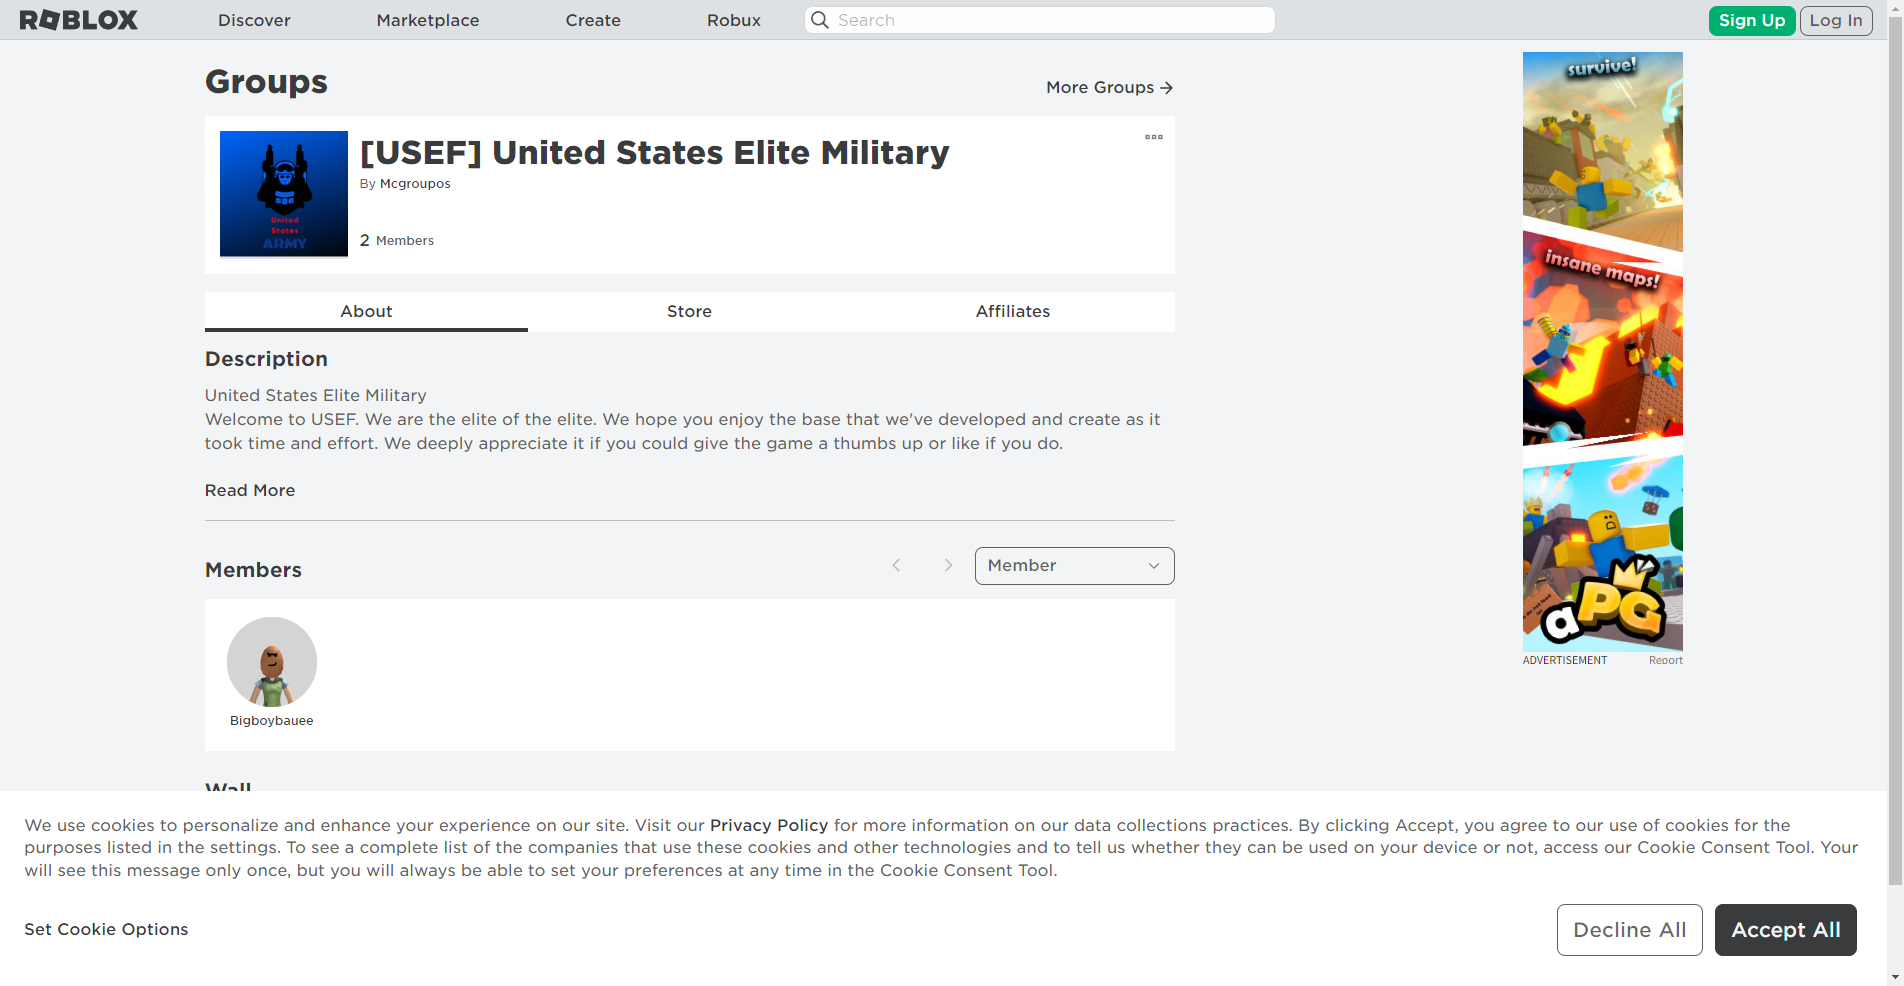 ROBLOX
Discover
Marketplace
Create
Robux
Search
Sign Up
Log In
Groups
More Groups
[USEF] United States Elite Military
By Mcgroupos
2 Members
United
States
ARMY
About
Store
Affiliates
Description
United States Elite Military
Welcome to USEF. We are the elite of the elite. We hope you enjoy the base that we've developed and create as it
took time and effort. We deeply appreciate it if you could give the game a thumbs up or like if you do.
Read More
Members
Member
Bigboybauee
Wall
survive!
insane maps!
aPG
ADVERTISEMENT
Report
We use cookies to personalize and enhance your experience on our site. Visit our Privacy Policy for more information on our data collections practices. By clicking Accept, you agree to our use of cookies for the
purposes listed in the settings. To see a complete list of the companies that use these cookies and other technologies and to tell us whether they can be used on your device or not, access our Cookie Consent Tool. Your
will see this message only once, but you will always be able to set your preferences at any time in the Cookie Consent Tool.
Set Cookie Options
Decline All
Accept All